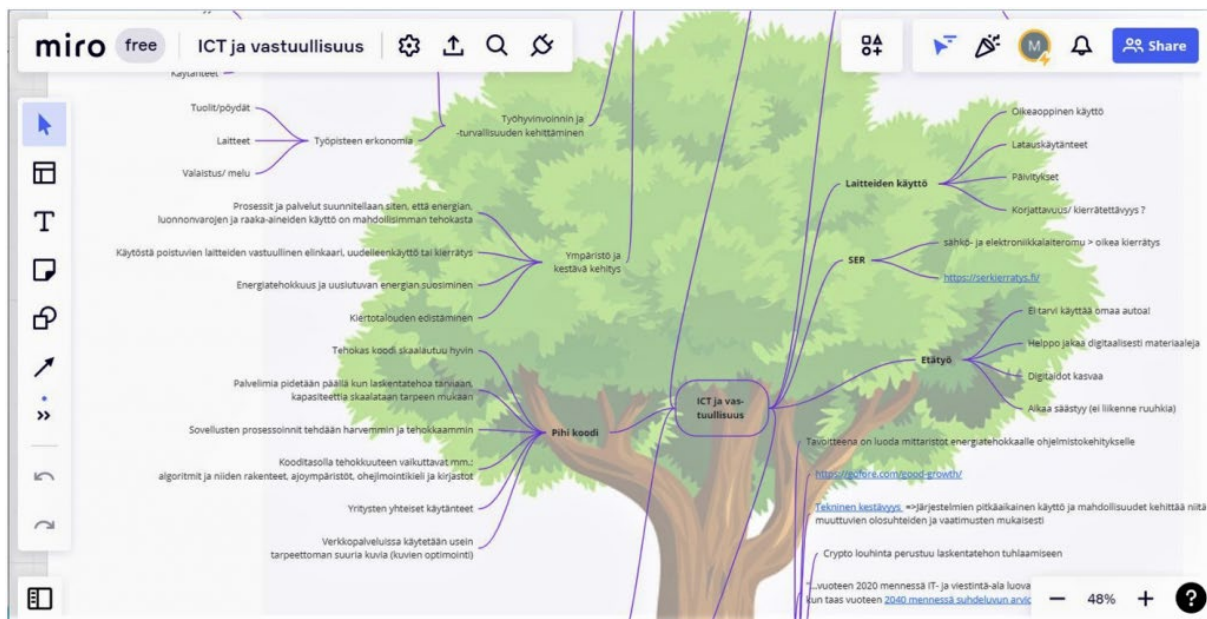 miro free ICT ja vastuullisuus
Share
M
Käytänteet
Tuolit/pöydät
Laitteet
Valaistus/ melu
Työpisteen erkonomia
Työhyvinvoinnin ja
-turvallisuuden kehittäminen
Prosessit ja palvelut suunnitellaan siten, että energian,
luonnonvarojen ja raaka-aineiden käyttö on mahdollisimman tehokasta
Käytöstä poistuvien laitteiden vastuullinen elinkaari, uudelleenkäyttö tai kierrätys
Energiatehokkuus ja uusiutuvan energian suosiminen
Kiertotalouden edistäminen
Ympäristö ja
kestävä kehitys
Tehokas koodi skaalautuu hyvin
Palvelimia pidetään päällä kun laskentatehoa tarviaan,
kapasiteettia skaalataan tarpeen mukaan
Sovellusten prosessoinnit tehdään harvemmin ja tehokkaammin
Kooditasolla tehokkuuteen vaikuttavat mm.:
algoritmit ja niiden rakenteet, ajoympäristöt, ohejlmointikieli ja kirjastot
Yritysten yhteiset käytänteet
Verkkopalveluissa käytetään usein
tarpeettoman suuria kuvia (kuvien optimointi)
Pihi koodi
ICT ja vas-
tuullisuus
Laitteiden käyttö
Oikeaoppinen käyttö
Latauskäytänteet
Päivitykset
Korjattavuus/ kierrätettävyys ?
SER
sähkö- ja elektroniikkalaiteromu > oikea kierrätys
https://serkierratys.fi/
Etätyö
Ei tarvi käyttää omaa autoa!
Helppo jakaa digitaalisesti materiaaleja
Digitaidot kasvaa
Aikaa säästyy (ei liikenne ruuhkia)
Tavoitteena on luoda mittaristot energiatehokkaalle ohjelmistokehitykselle
https://gofore.com/good-growth/
Tekninen kestävyys =>Järjestelmien pitkäaikainen käyttö ja mahdollisuudet kehittää niitä
muuttuvien olosuhteiden ja vaatimusten mukaisesti
Crypto louhinta perustuu laskentatehon tuhlaamiseen
"...vuoteen 2020 mennessä IT- ja viestintä-ala luova
kun taas vuoteen 2040 mennessä suhdeluvun arvio
48%